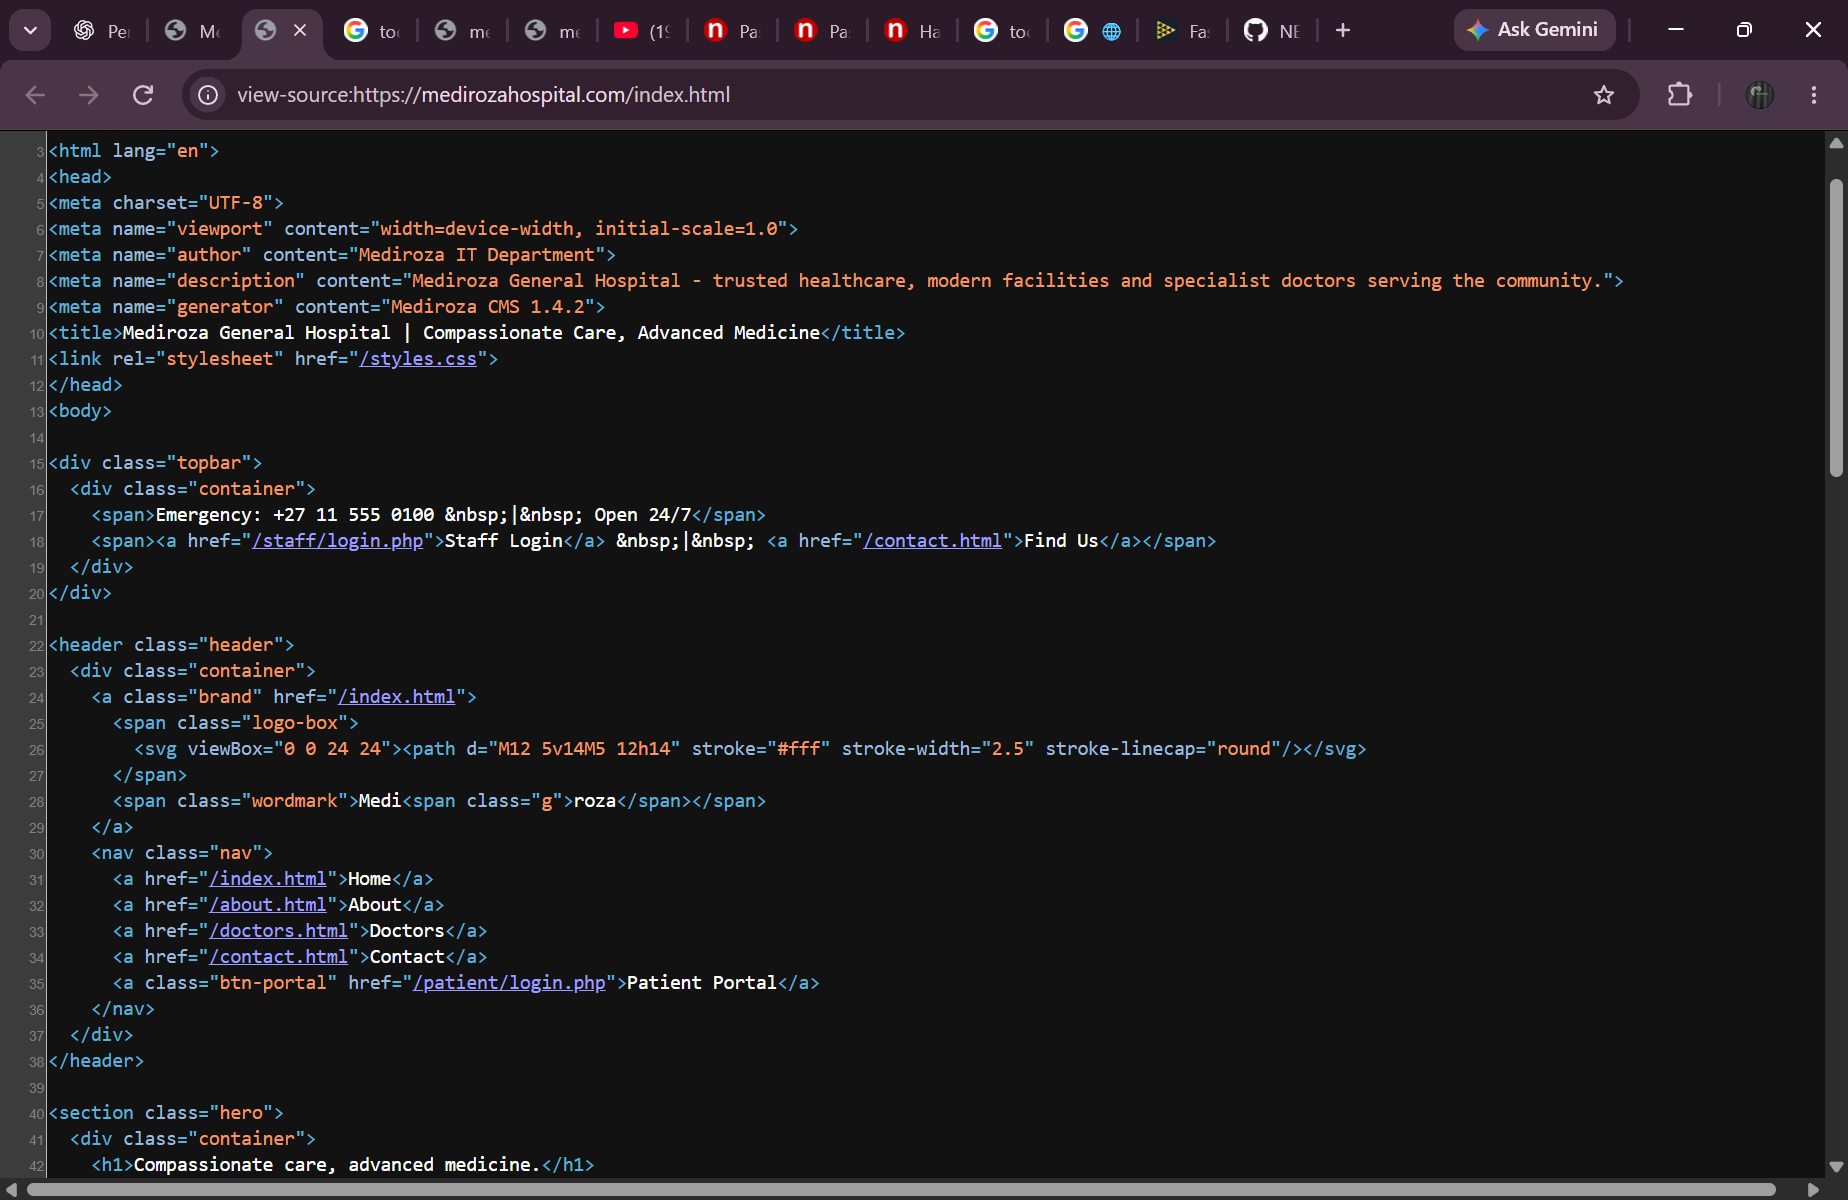 Pe
Me
to
me
me
(19
Pa
Pa
Ha
to
Fas
NE
Ask Gemini
view-source:https://medirozahospital.com/index.html
3 <html lang="en">
4 <head>
5 <meta charset="UTF-8">
6 <meta name="viewport" content="width=device-width, initial-scale=1.0">
7 <meta name="author" content="Mediroza IT Department">
8 <meta name="description" content="Mediroza General Hospital - trusted healthcare, modern facilities and specialist doctors serving the community.">
9 <meta name="generator" content="Mediroza CMS 1.4.2">
10 <title>Mediroza General Hospital | Compassionate Care, Advanced Medicine</title>
11 <link rel="stylesheet" href="/styles.css">
12 </head>
13 <body>
14
15 <div class="topbar">
16   <div class="container">
17     <span>Emergency: +27 11 555 0100 &nbsp;|&nbsp; Open 24/7</span>
18     <span><a href="/staff/login.php">Staff Login</a> &nbsp;|&nbsp; <a href="/contact.html">Find Us</a></span>
19   </div>
20 </div>
21
22 <header class="header">
23   <div class="container">
24     <a class="brand" href="/index.html">
25       <span class="logo-box">
26         <svg viewBox="0 0 24 24"><path d="M12 5v14M5 12h14" stroke="#fff" stroke-width="2.5" stroke-linecap="round"/></svg>
27       </span>
28       <span class="wordmark">Medi<span class="g">roza</span></span>
29     </a>
30     <nav class="nav">
31       <a href="/index.html">Home</a>
32       <a href="/about.html">About</a>
33       <a href="/doctors.html">Doctors</a>
34       <a href="/contact.html">Contact</a>
35       <a class="btn-portal" href="/patient/login.php">Patient Portal</a>
36     </nav>
37   </div>
38 </header>
39
40 <section class="hero">
41   <div class="container">
42     <h1>Compassionate care, advanced medicine.</h1>